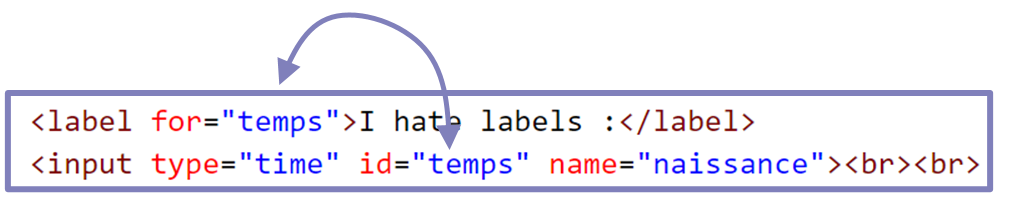 <label for="temps">I hate labels :</label>
<input type="time" id="temps" name="naissance"><br><br>